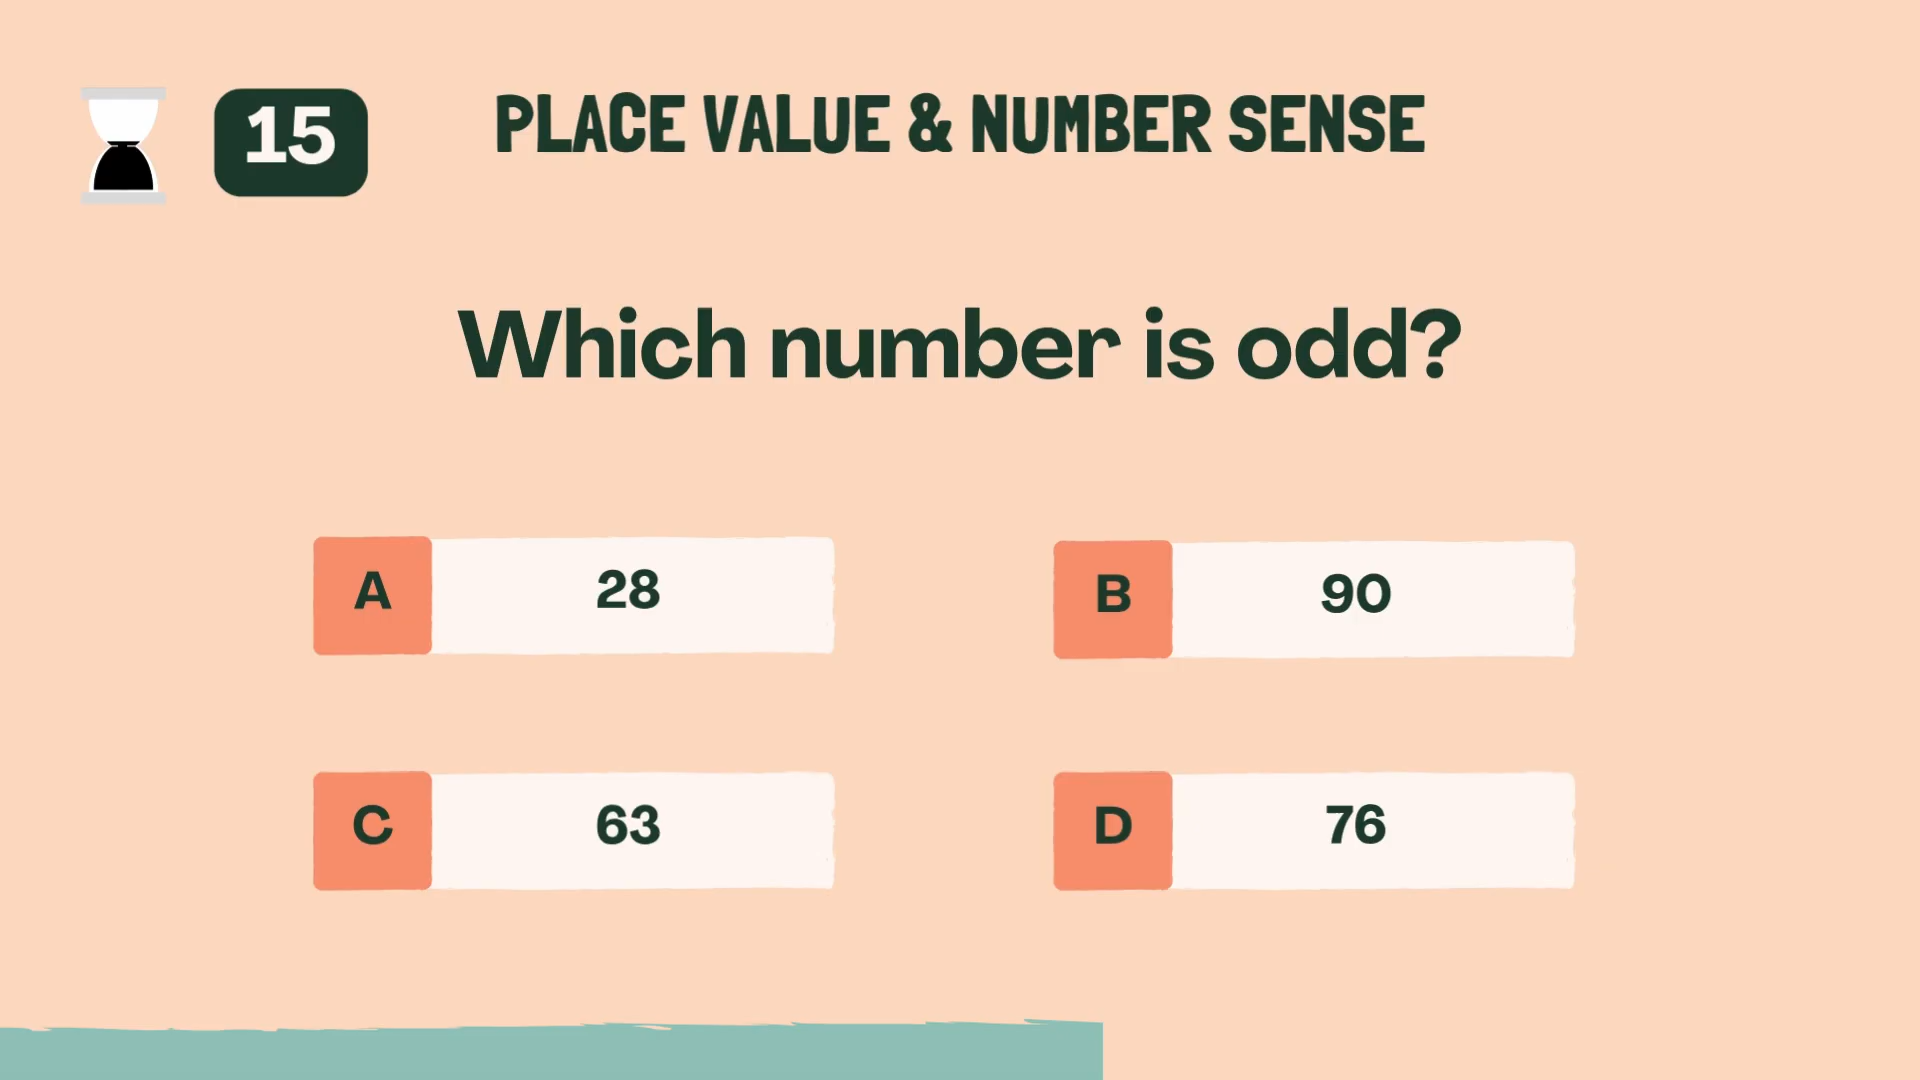 15
PLACE VALUE & NUMBER SENSE
Which number is odd?
A 28
B 90
C 63
D 76